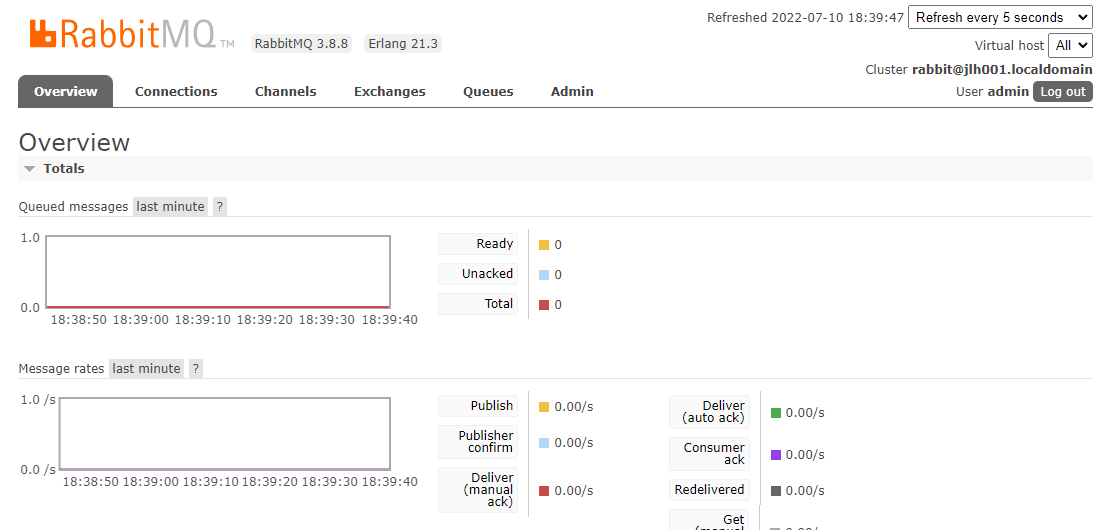 RabbitMQ TM
RabbitMQ 3.8.8 Erlang 21.3
Refreshed 2022-07-10 18:39:47 Refresh every 5 seconds
Virtual host All
Cluster rabbit@jlh001.localdomain
User admin Log out
Overview Connections Channels Exchanges Queues Admin
Overview
Totals
Queued messages last minute ?
1.0
0.0
18:38:50 18:39:00 18:39:10 18:39:20 18:39:30 18:39:40
Ready 0
Unacked 0
Total 0
Message rates last minute ?
1.0 /s
0.0 /s
18:38:50 18:39:00 18:39:10 18:39:20 18:39:30 18:39:40
Publish 0.00/s
Publisher
confirm 0.00/s
Deliver
(manual
ack) 0.00/s
Deliver
(auto ack) 0.00/s
Consumer
ack 0.00/s
Redelivered 0.00/s
Get
(manual 0.00/s